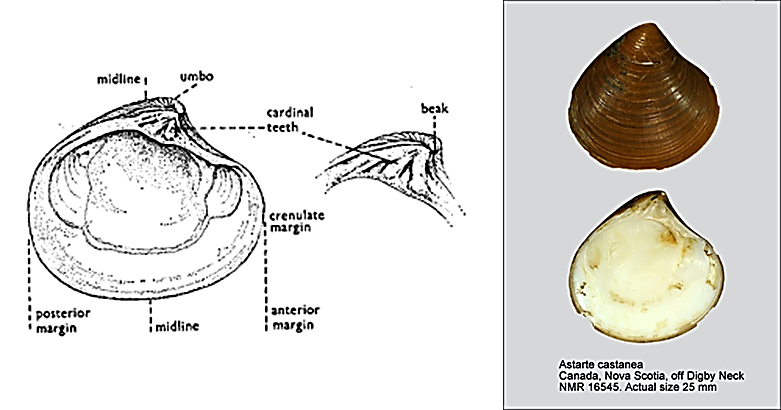 midline
umbo
cardinal
teeth
beak
crenulate
margin
posterior
margin
midline
anterior
margin
Astarte castanea
Canada, Nova Scotia, off Digby Neck
NMR 16545. Actual size 25 mm